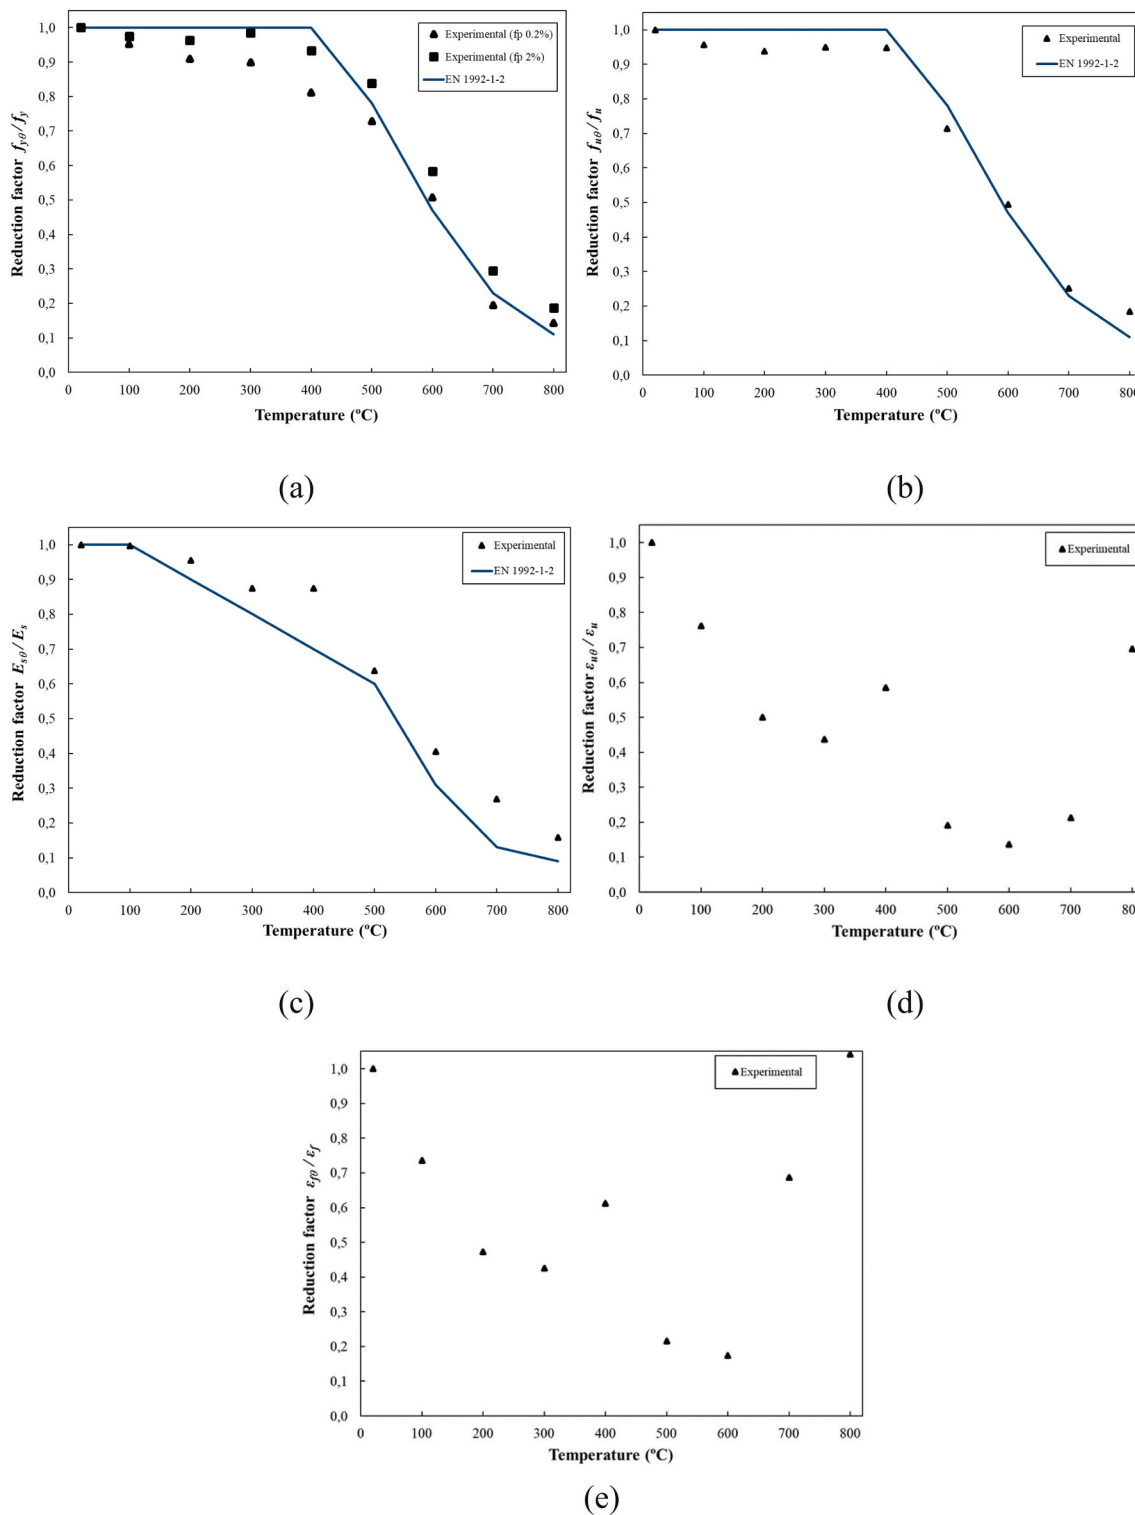 Reduction factor fyθ / fy
1,0
0,9
0,8
0,7
0,6
0,5
0,4
0,3
0,2
0,1
0,0
Experimental (fp 0.2%)
Experimental (fp 2%)
EN 1992-1-2
0 100 200 300 400 500 600 700 800
Temperature (ºC)
(a)
Reduction factor fuθ / fu
1,0
0,9
0,8
0,7
0,6
0,5
0,4
0,3
0,2
0,1
0,0
Experimental
EN 1992-1-2
0 100 200 300 400 500 600 700 800
Temperature (ºC)
(b)
Reduction factor Esθ / Es
1,0
0,9
0,8
0,7
0,6
0,5
0,4
0,3
0,2
0,1
0,0
Experimental
EN 1992-1-2
0 100 200 300 400 500 600 700 800
Temperature (ºC)
(c)
Reduction factor εuθ / εu
1,0
0,9
0,8
0,7
0,6
0,5
0,4
0,3
0,2
0,1
0,0
Experimental
0 100 200 300 400 500 600 700 800
Temperature (ºC)
(d)
Reduction factor εfθ / εf
1,0
0,9
0,8
0,7
0,6
0,5
0,4
0,3
0,2
0,1
0,0
Experimental
0 100 200 300 400 500 600 700 800
Temperature (ºC)
(e)